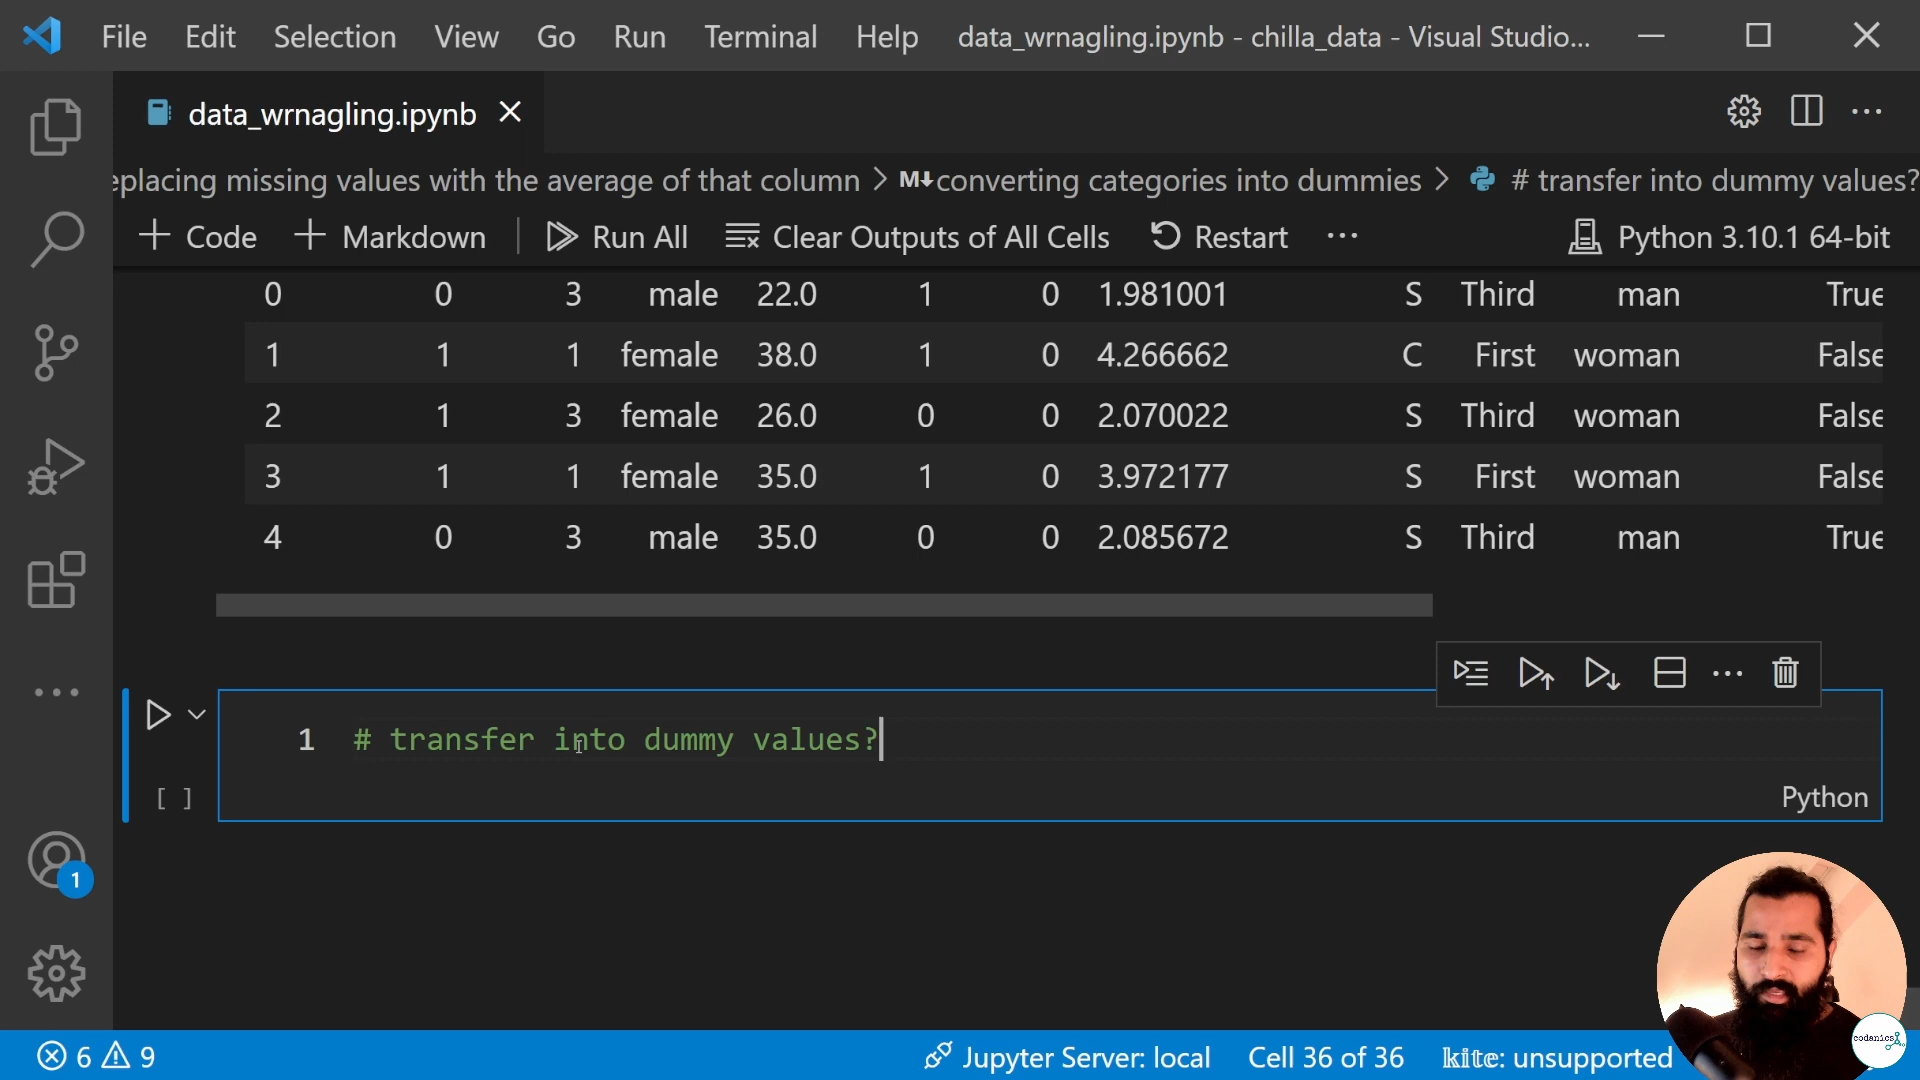 File Edit Selection View Go Run Terminal Help data_wrnagling.ipynb - chilla_data - Visual Studio...
data_wrnagling.ipynb
eplacing missing values with the average of that column > M↓ converting categories into dummies > # transfer into dummy values?
+ Code + Markdown | Run All Clear Outputs of All Cells Restart ... Python 3.10.1 64-bit
0 0 3 male 22.0 1 0 1.981001 S Third man True
1 1 1 female 38.0 1 0 4.266662 C First woman False
2 1 3 female 26.0 0 0 2.070022 S Third woman False
3 1 1 female 35.0 1 0 3.972177 S First woman False
4 0 3 male 35.0 0 0 2.085672 S Third man True
1 # transfer into dummy values?
[ ]
Python
1
6 9 Jupyter Server: local Cell 36 of 36 kite: unsupported
codanics